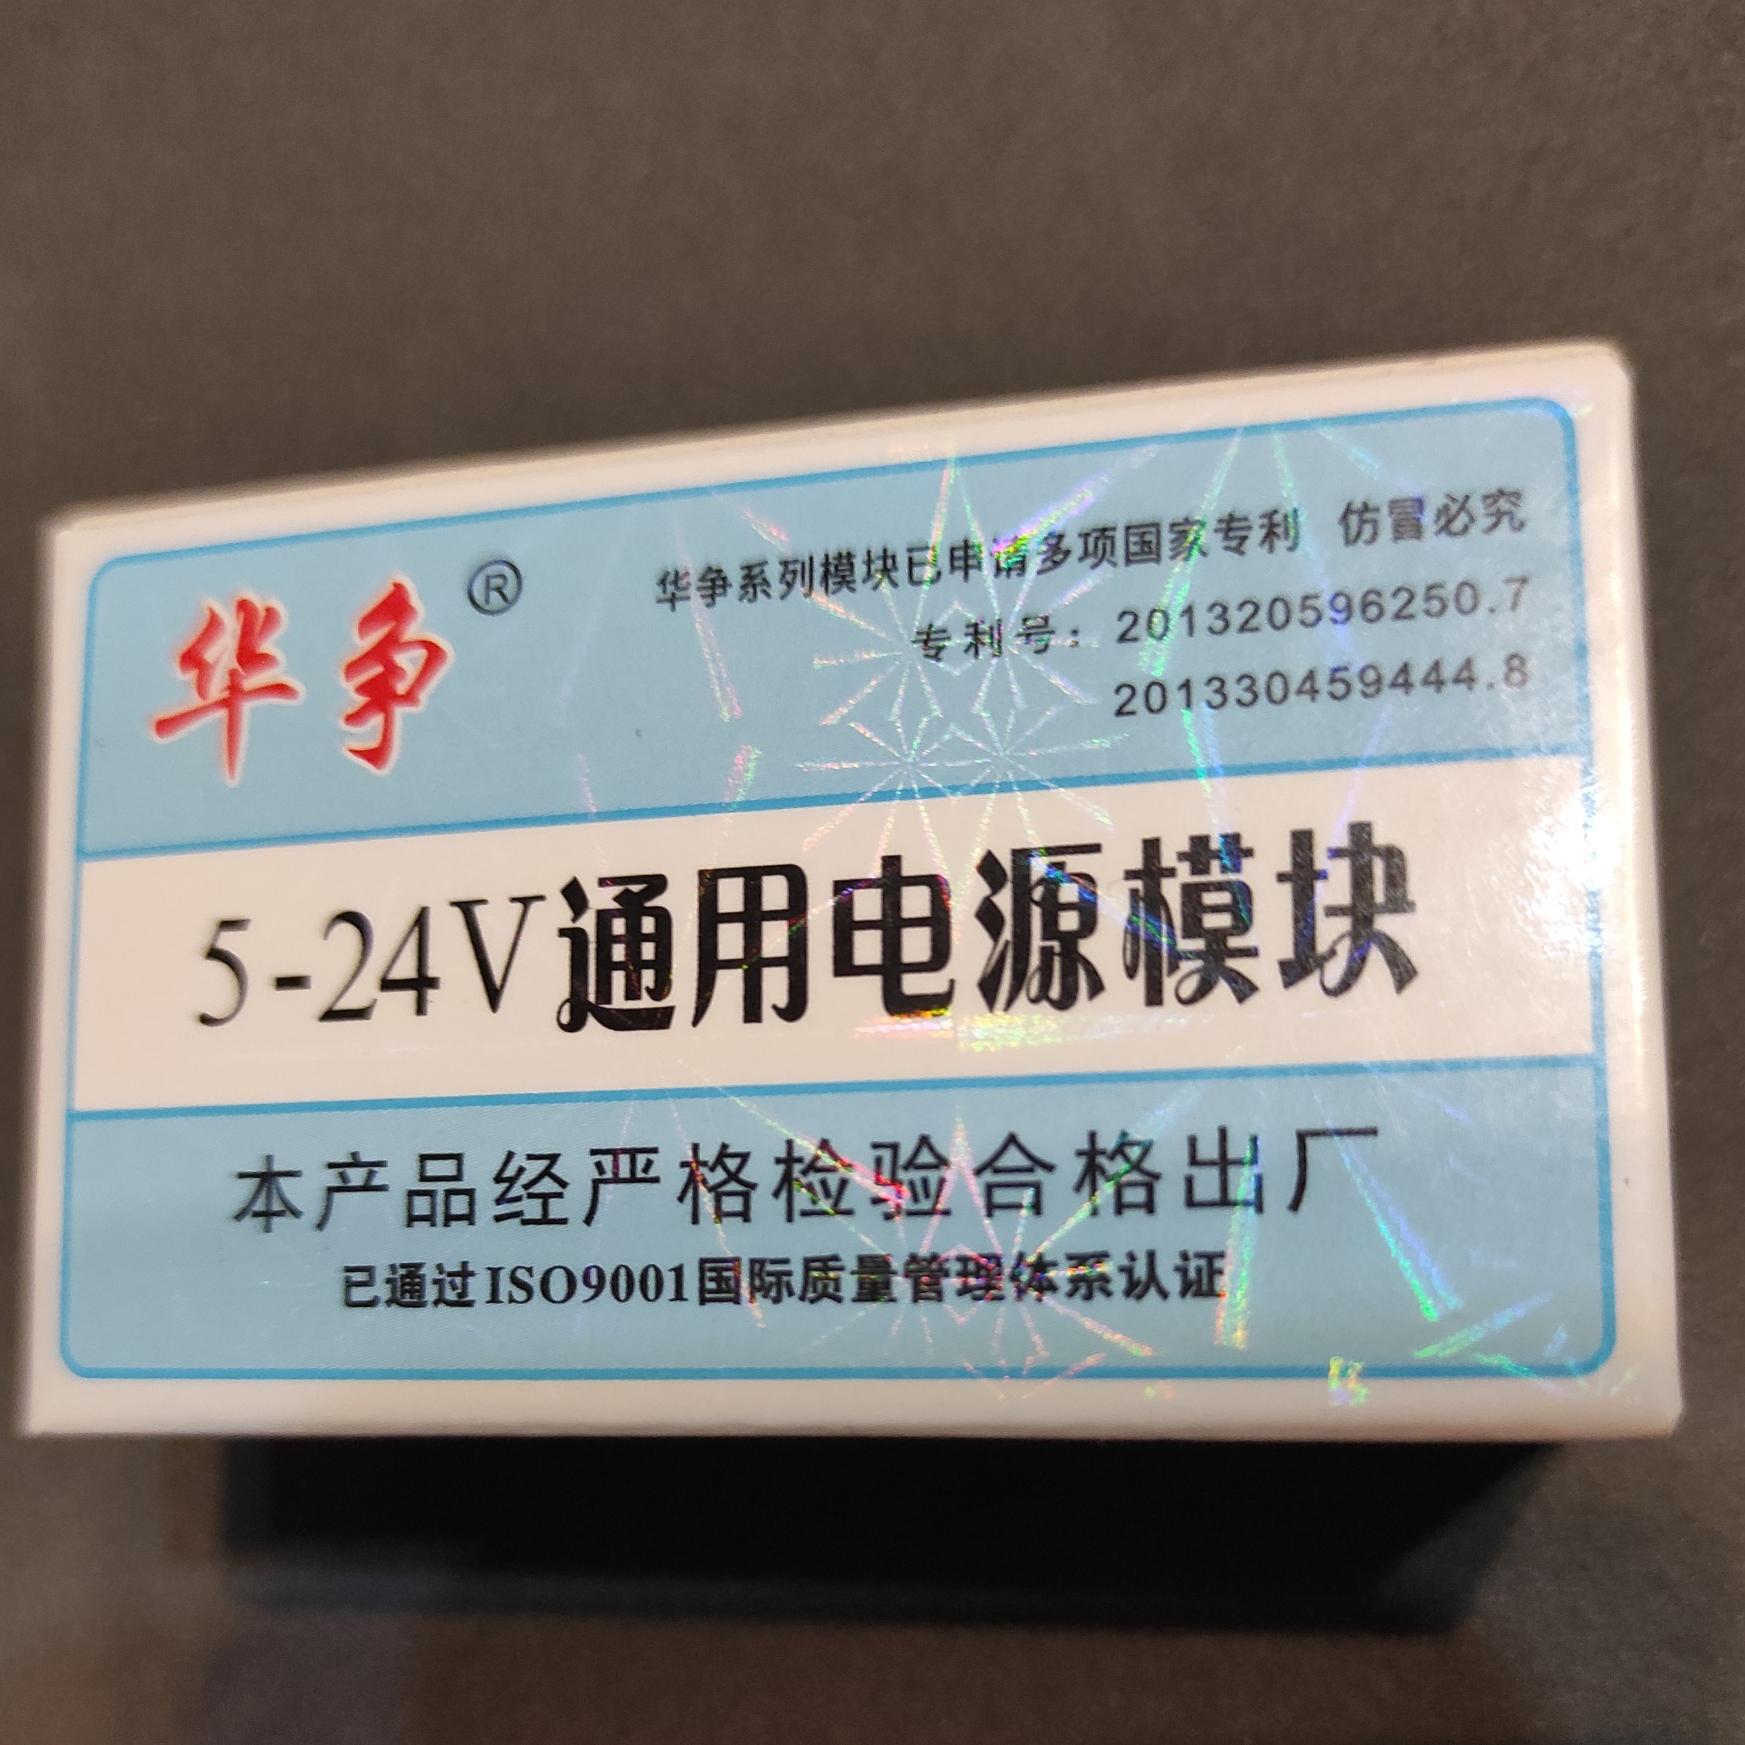 华争®
华争系列模块已申请多项国家专利 仿冒必究
专利号：201320596250.7
201330459444.8
5-24V通用电源模块
本产品经严格检验合格出厂
已通过ISO9001国际质量管理体系认证